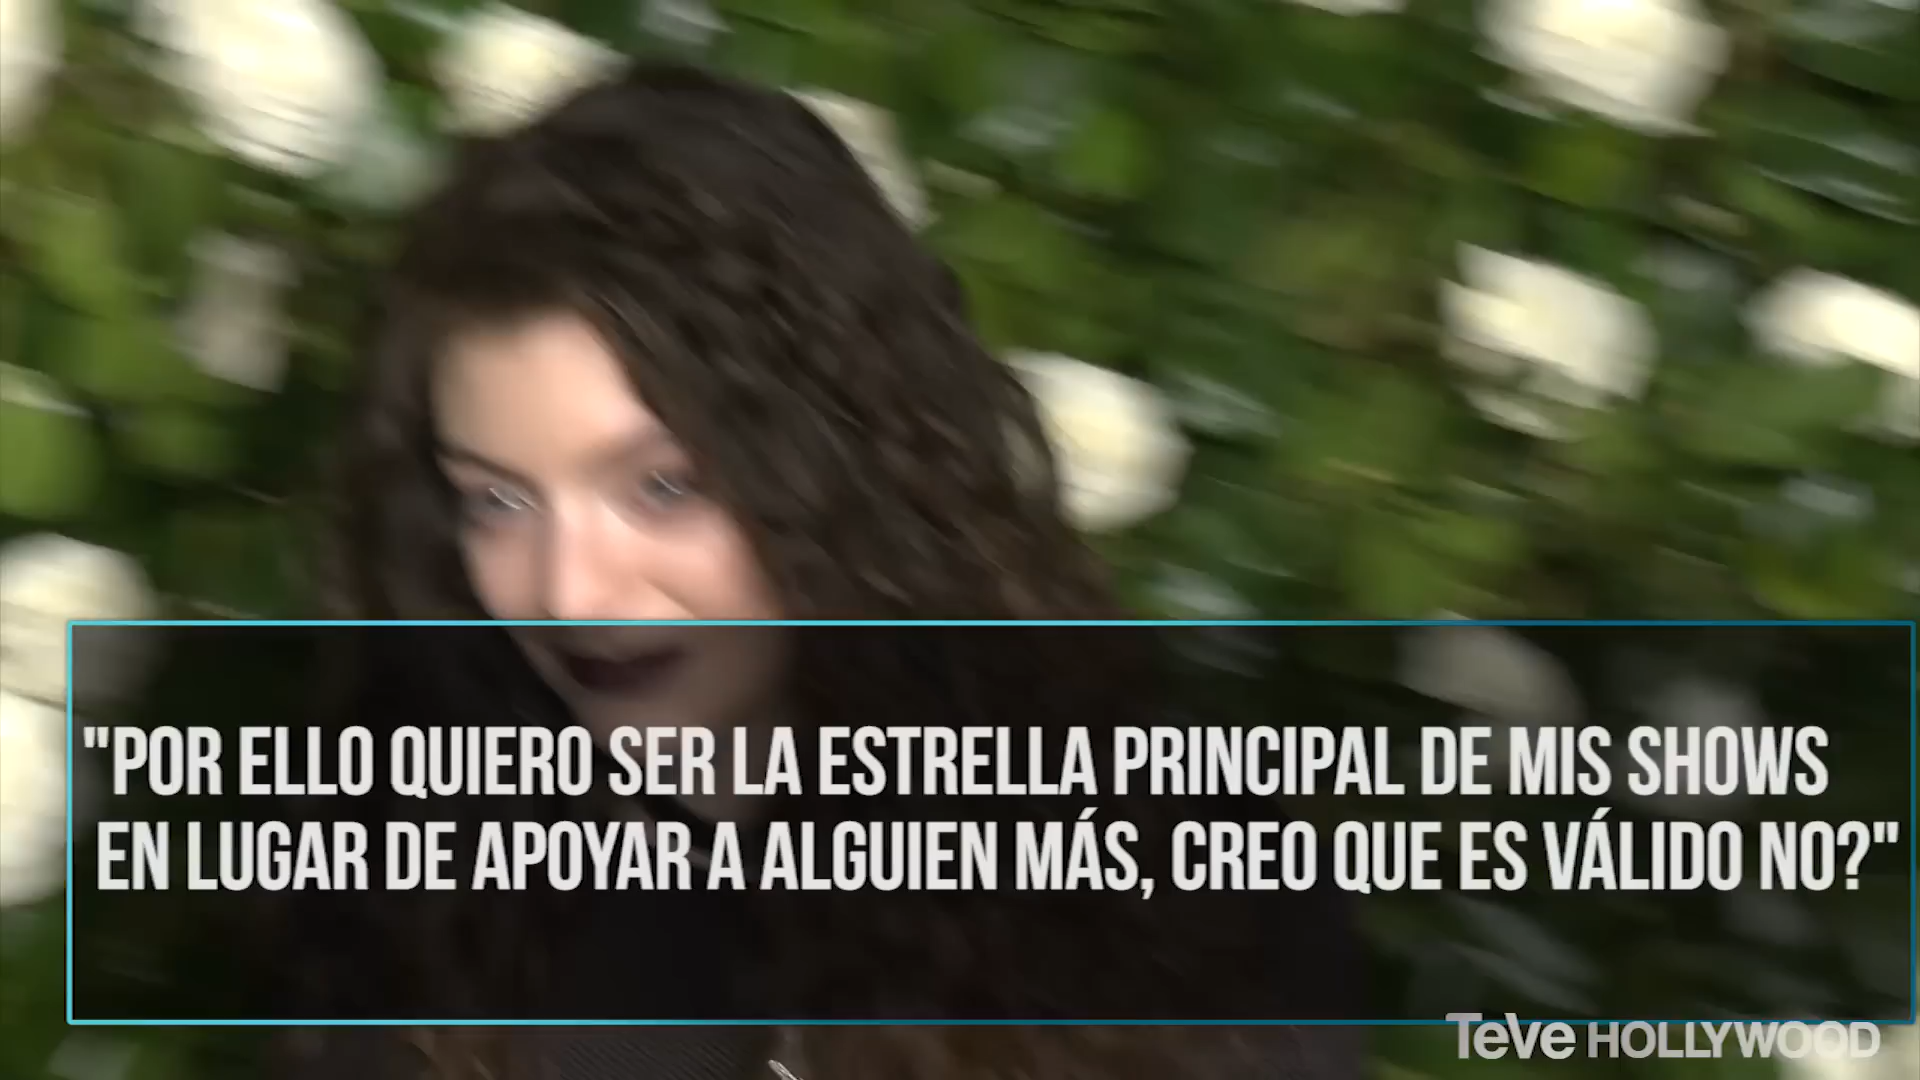 "POR ELLO QUIERO SER LA ESTRELLA PRINCIPAL DE MIS SHOWS
EN LUGAR DE APOYAR A ALGUIEN MÁS, CREO QUE ES VÁLIDO NO?"
TeVe HOLLYWOOD